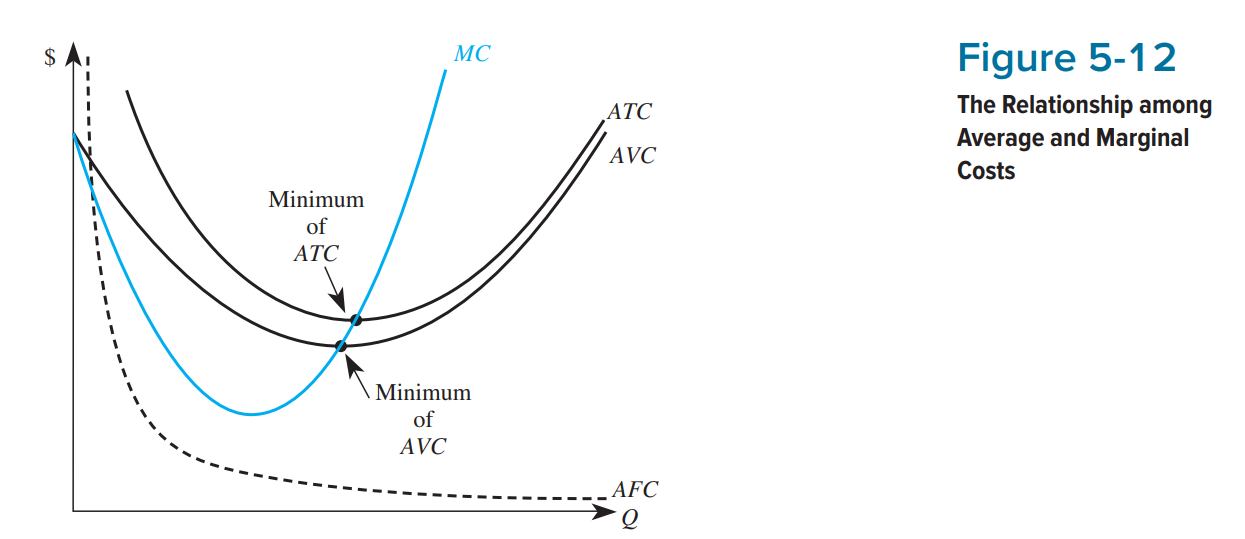 $
MC
ATC
AVC
Minimum
of
ATC
Minimum
of
AVC
AFC
Q
Figure 5-12
The Relationship among
Average and Marginal
Costs